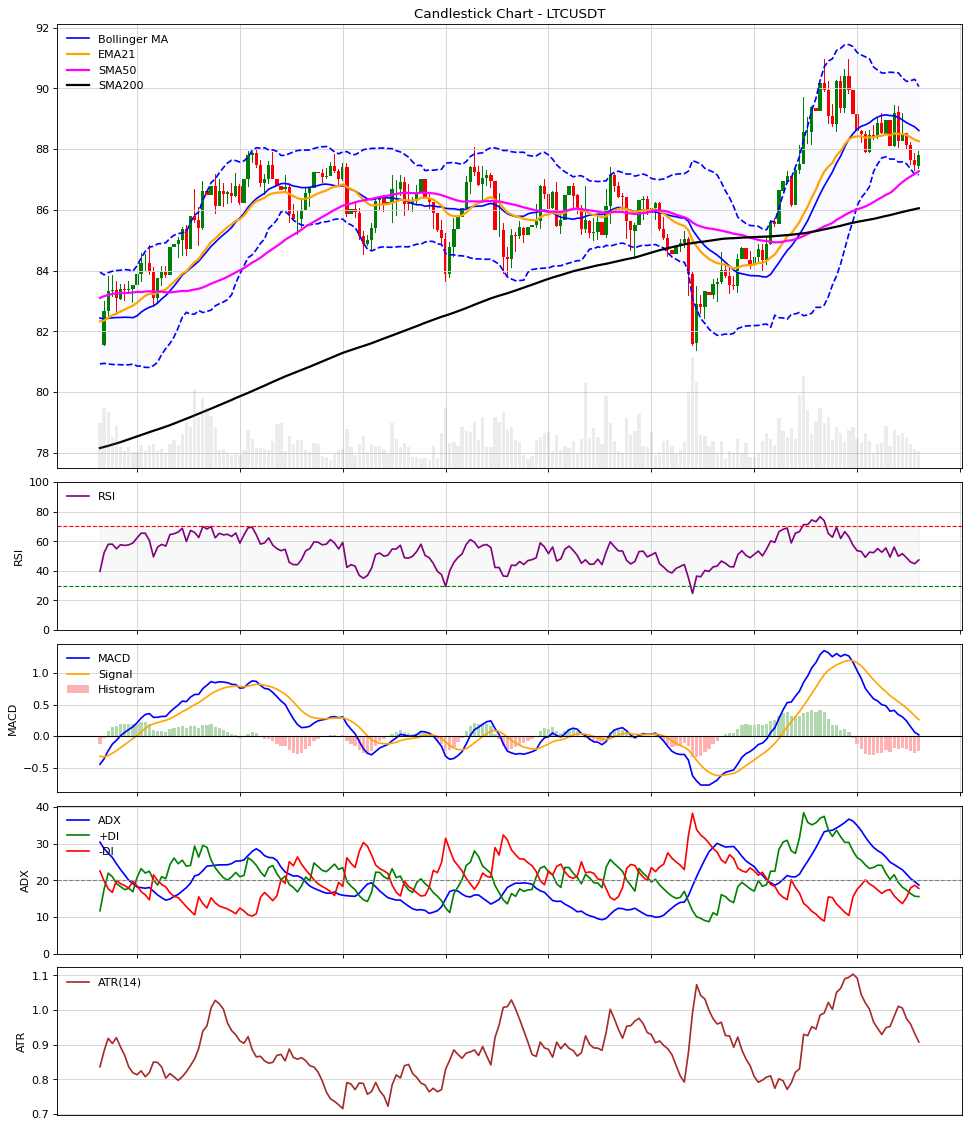 Candlestick Chart - LTCUSDT
92
90
88
86
84
82
80
78
Bollinger MA
EMA21
SMA50
SMA200
100
80
60
40
20
0
RSI
RSI
1.0
0.5
0.0
−0.5
MACD
MACD
Signal
Histogram
40
30
20
10
0
ADX
ADX
+DI
-DI
1.1
1.0
0.9
0.8
0.7
ATR
ATR(14)